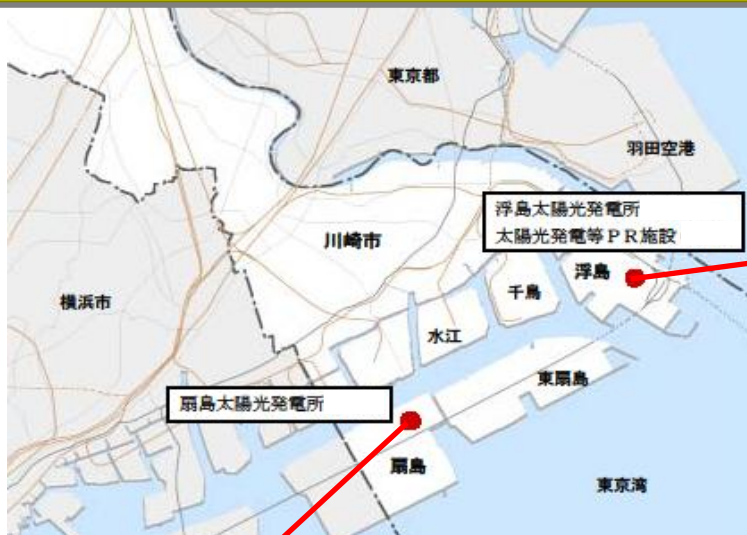 東京都
羽田空港
浮島太陽光発電所
太陽光発電等ＰＲ施設
川崎市
浮島
千鳥
横浜市
水江
東扇島
扇島太陽光発電所
扇島
東京湾